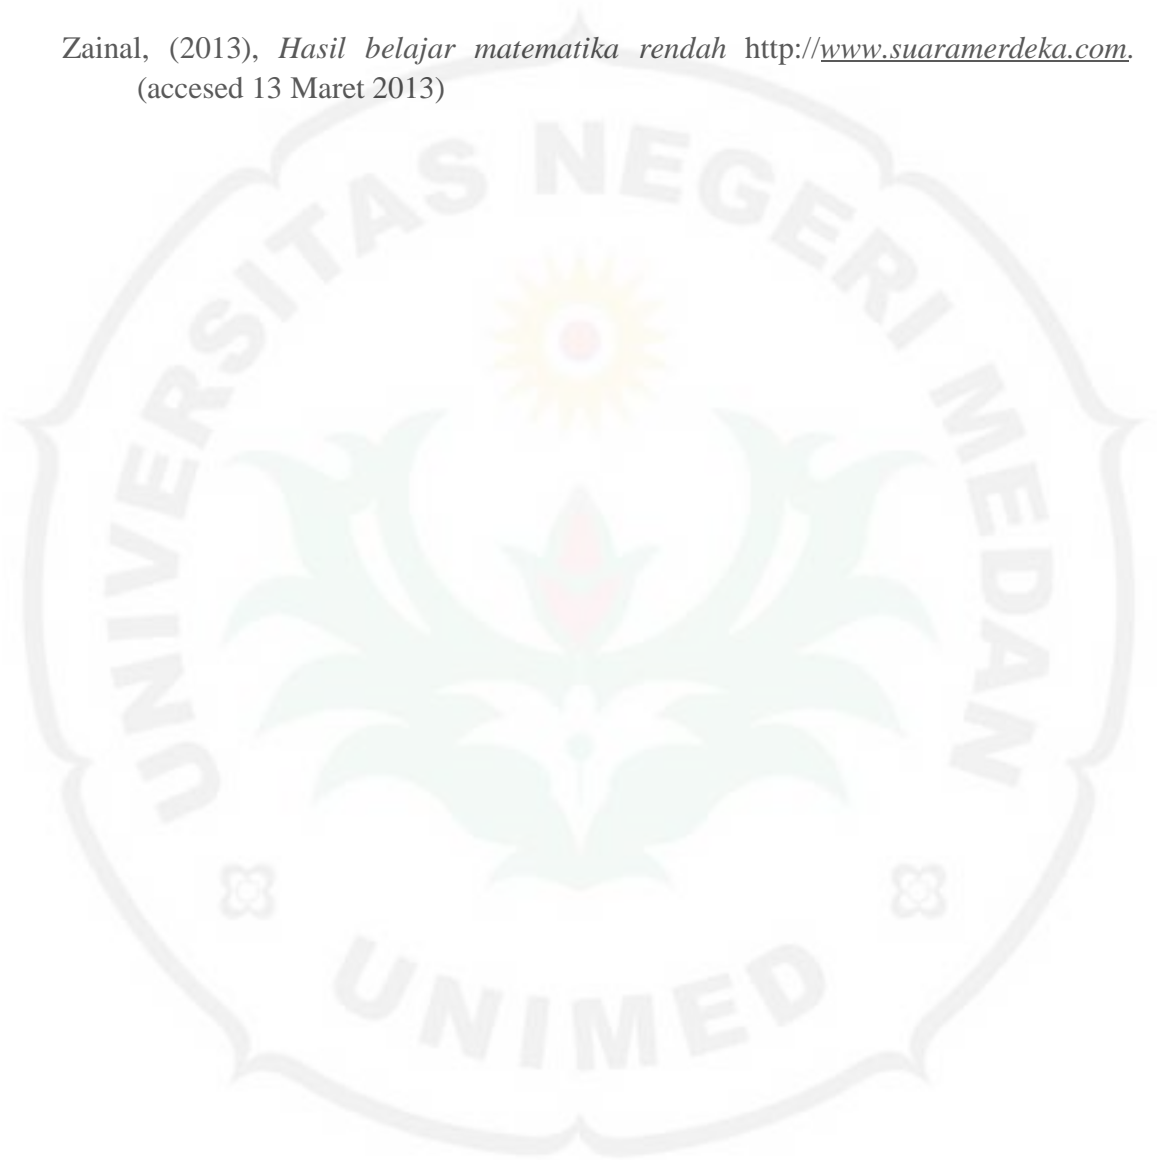 Zainal, (2013), Hasil belajar matematika rendah http://www.suaramerdeka.com.
(accesed 13 Maret 2013)
UNIVERSITAS NEGERI MEDAN
UNIMED